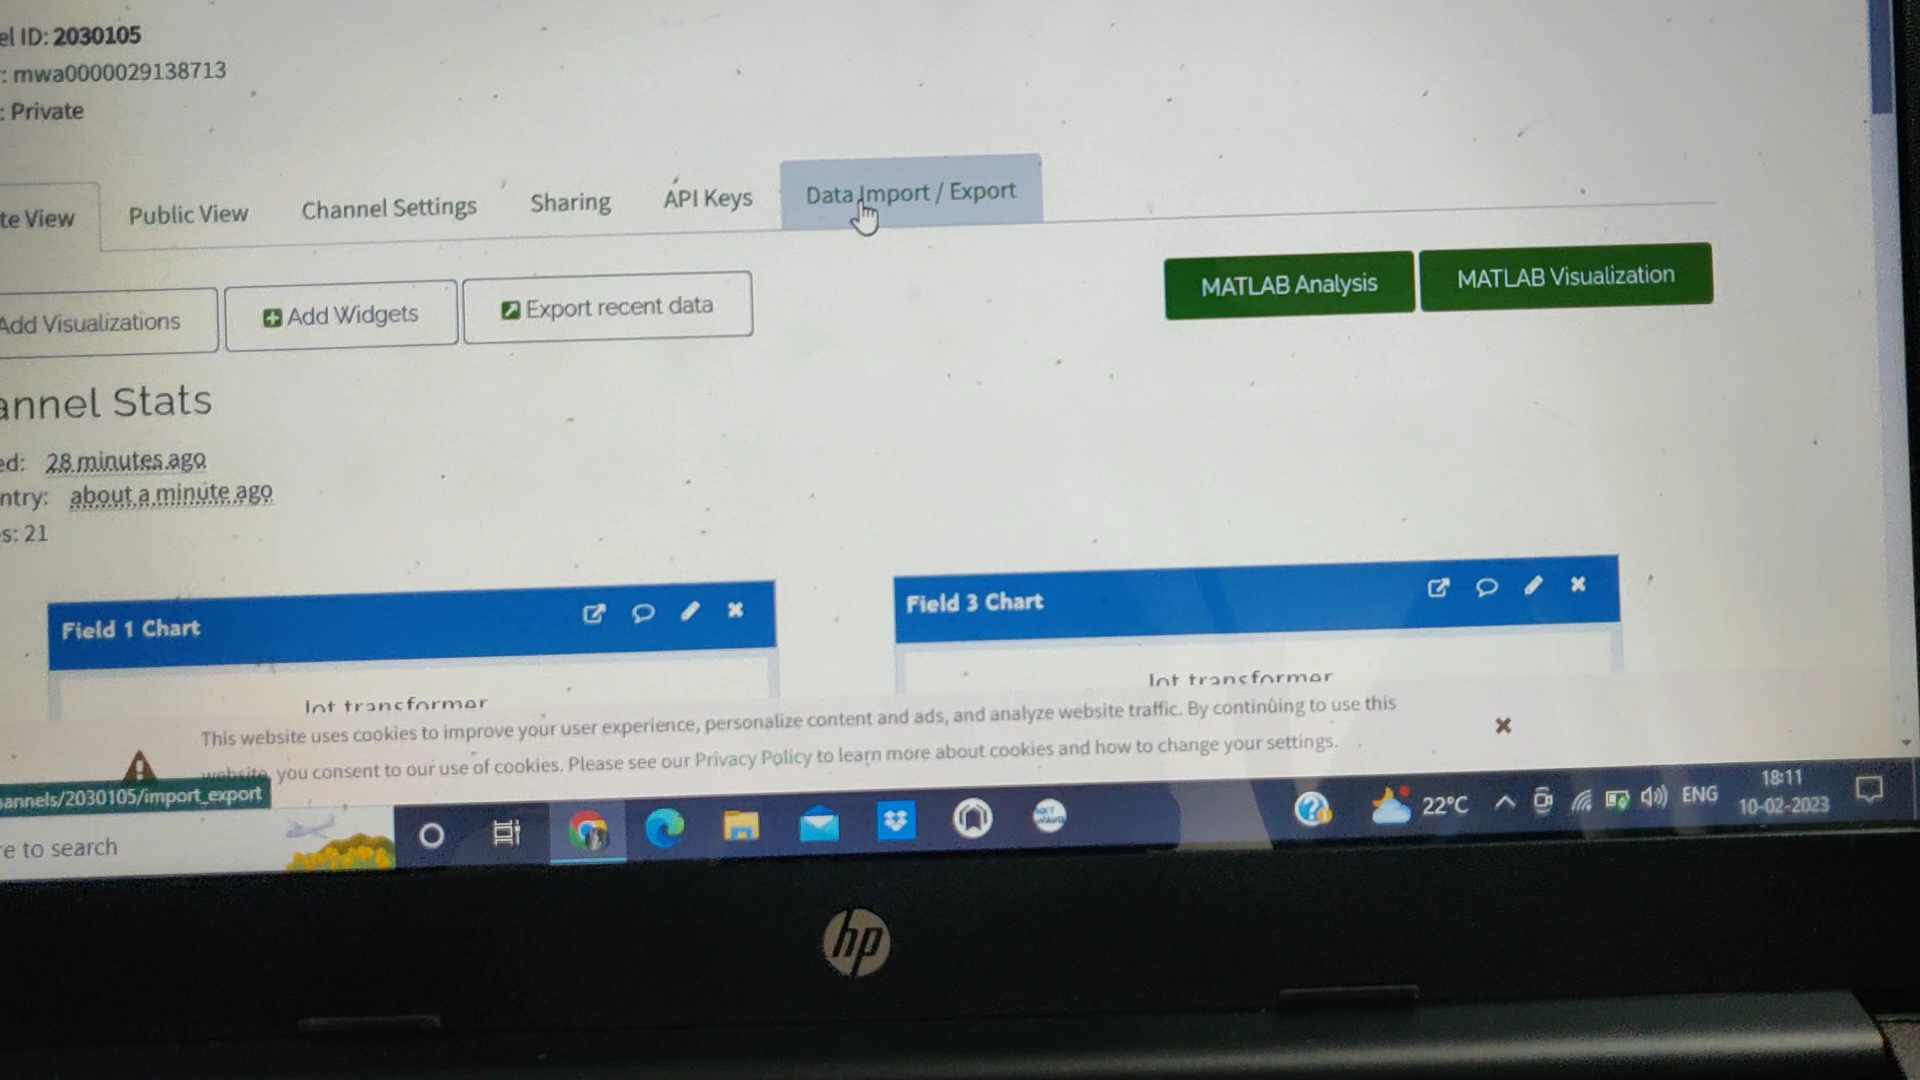 el ID: 2030105
: mwa0000029138713
: Private
te View
Public View
Channel Settings
Sharing
API Keys
Data Import / Export
Add Visualizations
Add Widgets
Export recent data
MATLAB Analysis
MATLAB Visualization
annel Stats
ed: 28 minutes ago
ntry: about a minute ago
s: 21
Field 1 Chart
Field 3 Chart
Iot transformer
Iot transformer
This website uses cookies to improve your user experience, personalize content and ads, and analyze website traffic. By continuing to use this
website, you consent to our use of cookies. Please see our Privacy Policy to learn more about cookies and how to change your settings.
annels/2030105/import_export
re to search
22°C
ENG
18:11
10-02-2023
hp